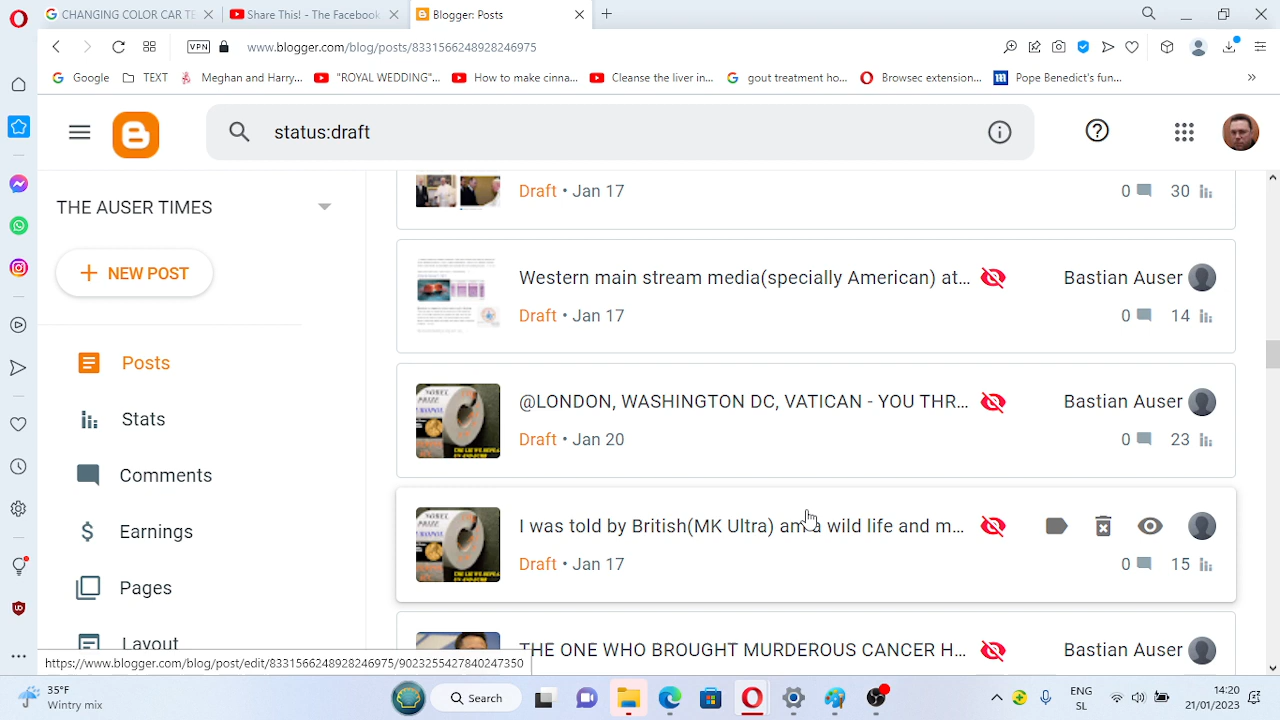 CHANGING COLOR CAR TE
Share This! - The Facebook
Blogger: Posts
VPN
www.blogger.com/blog/posts/8331566248928246975
Google
TEXT
Meghan and Harry...
"ROYAL WEDDING"...
How to make cinna...
Cleanse the liver in...
gout treatment ho...
Browsec extension...
Pope Benedict's fun...
status:draft
THE AUSER TIMES
NEW POST
Posts
Stats
Comments
Earnings
Pages
Layout
Draft • Jan 17
0
30
Western main stream media(specially American) at...
Bastian Auser
Draft • Jan 17
0
14
@LONDON, WASHINGTON DC, VATICAN - YOU THR...
Bastian Auser
Draft • Jan 20
0
23
I was told by British(MK Ultra) am a wild life and m...
Draft • Jan 17
0
15
THE ONE WHO BROUGHT MURDEROUS CANCER H...
Bastian Auser
https://www.blogger.com/blog/post/edit/8331566248928246975/9023255427840247350
35°F
Wintry mix
Search
ENG
SL
14:20
21/01/2023